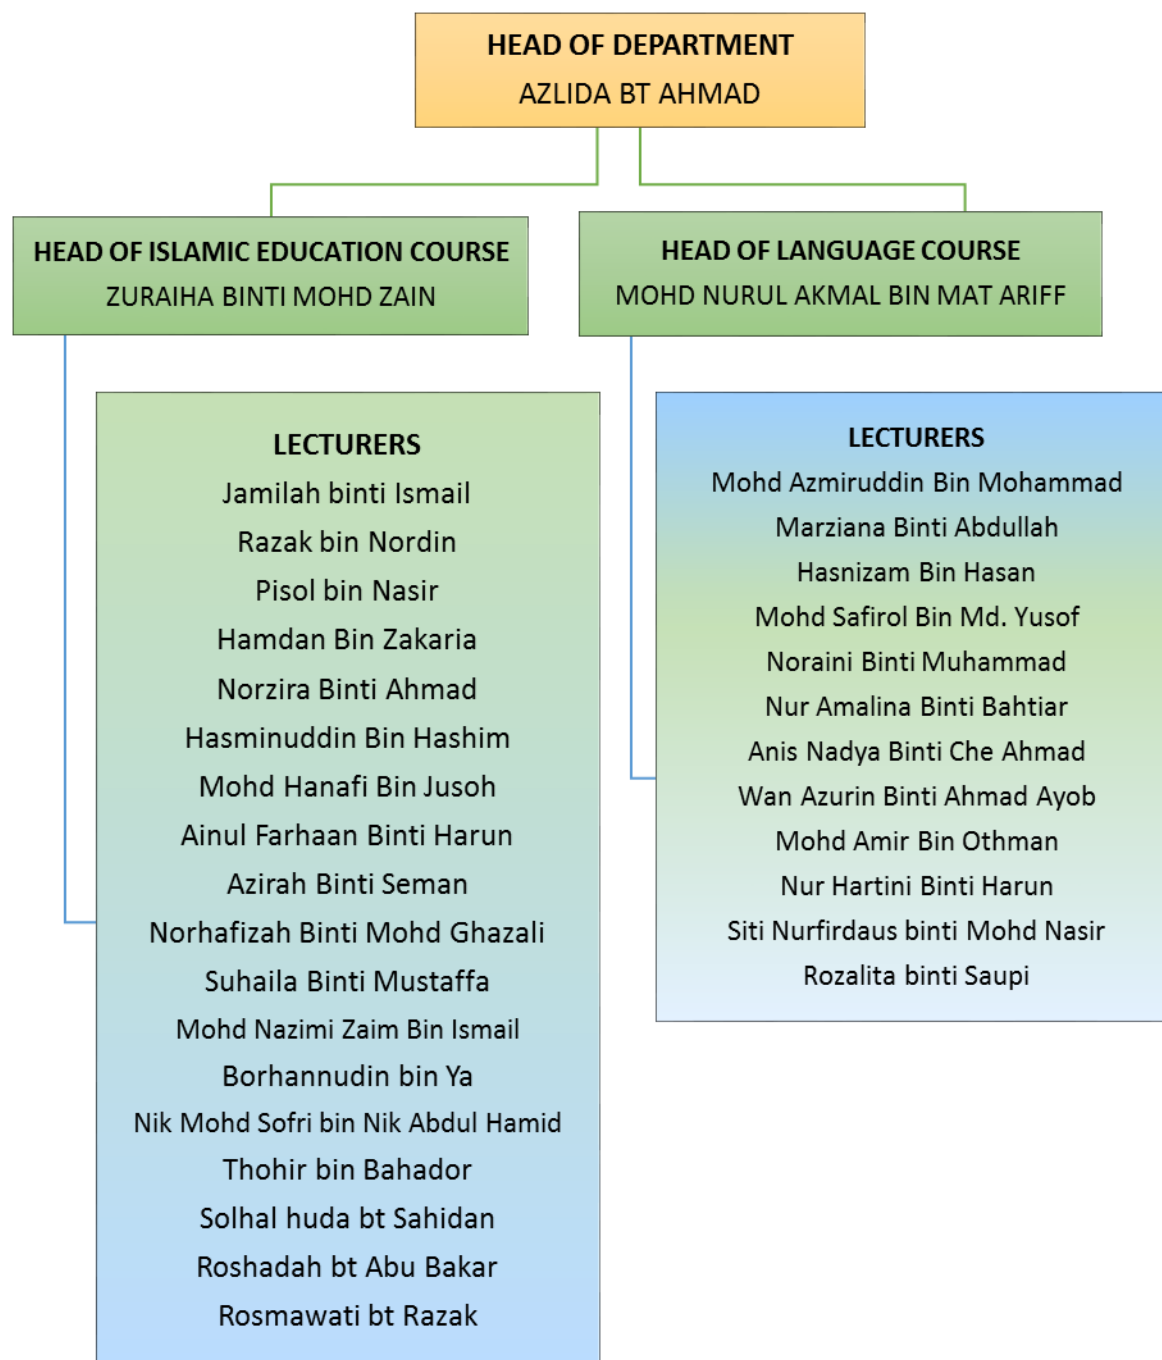 HEAD OF DEPARTMENT
AZLIDA BT AHMAD
HEAD OF ISLAMIC EDUCATION COURSE
ZURAIHA BINTI MOHD ZAIN
HEAD OF LANGUAGE COURSE
MOHD NURUL AKMAL BIN MAT ARIFF
LECTURERS
Jamilah binti Ismail
Razak bin Nordin
Pisol bin Nasir
Hamdan Bin Zakaria
Norzira Binti Ahmad
Hasminuddin Bin Hashim
Mohd Hanafi Bin Jusoh
Ainul Farhaan Binti Harun
Azirah Binti Seman
Norhafizah Binti Mohd Ghazali
Suhaila Binti Mustaffa
Mohd Nazimi Zaim Bin Ismail
Borhannudin bin Ya
Nik Mohd Sofri bin Nik Abdul Hamid
Thohir bin Bahador
Solhal huda bt Sahidan
Roshadah bt Abu Bakar
Rosmawati bt Razak
LECTURERS
Mohd Azmiruddin Bin Mohammad
Marziana Binti Abdullah
Hasnizam Bin Hasan
Mohd Safirol Bin Md. Yusof
Noraini Binti Muhammad
Nur Amalina Binti Bahtiar
Anis Nadya Binti Che Ahmad
Wan Azurin Binti Ahmad Ayob
Mohd Amir Bin Othman
Nur Hartini Binti Harun
Siti Nurfirdaus binti Mohd Nasir
Rozalita binti Saupi